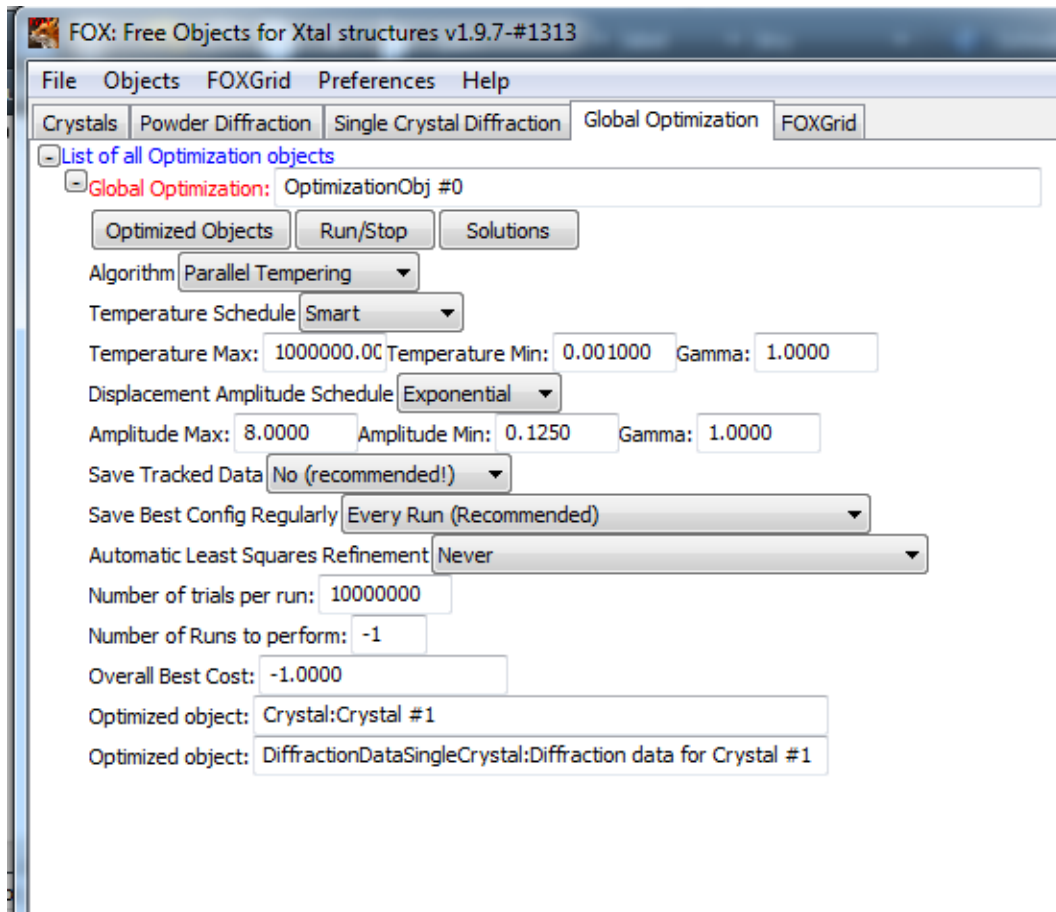 FOX: Free Objects for Xtal structures v1.9.7-#1313
File Objects FOXGrid Preferences Help
Crystals Powder Diffraction Single Crystal Diffraction Global Optimization FOXGrid
List of all Optimization objects
Global Optimization: OptimizationObj #0
Optimized Objects Run/Stop Solutions
Algorithm Parallel Tempering
Temperature Schedule Smart
Temperature Max: 1000000.00 Temperature Min: 0.001000 Gamma: 1.0000
Displacement Amplitude Schedule Exponential
Amplitude Max: 8.0000 Amplitude Min: 0.1250 Gamma: 1.0000
Save Tracked Data No (recommended!)
Save Best Config Regularly Every Run (Recommended)
Automatic Least Squares Refinement Never
Number of trials per run: 10000000
Number of Runs to perform: -1
Overall Best Cost: -1.0000
Optimized object: Crystal:Crystal #1
Optimized object: DiffractionDataSingleCrystal:Diffraction data for Crystal #1